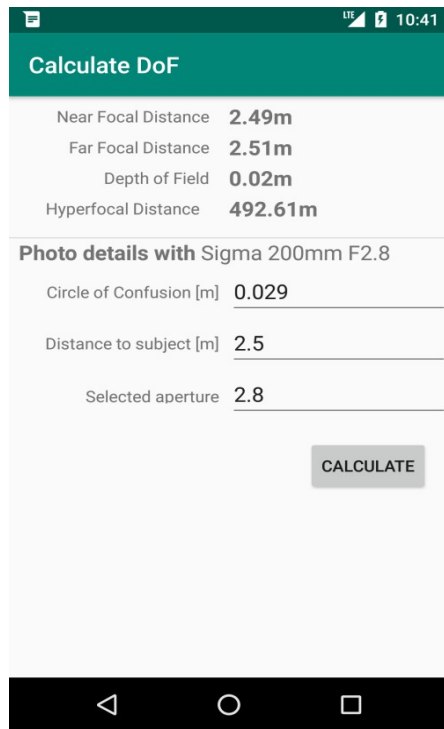 LTE 10:41
Calculate DoF
Near Focal Distance 2.49m
Far Focal Distance 2.51m
Depth of Field 0.02m
Hyperfocal Distance 492.61m
Photo details with Sigma 200mm F2.8
Circle of Confusion [m] 0.029
Distance to subject [m] 2.5
Selected aperture 2.8
CALCULATE